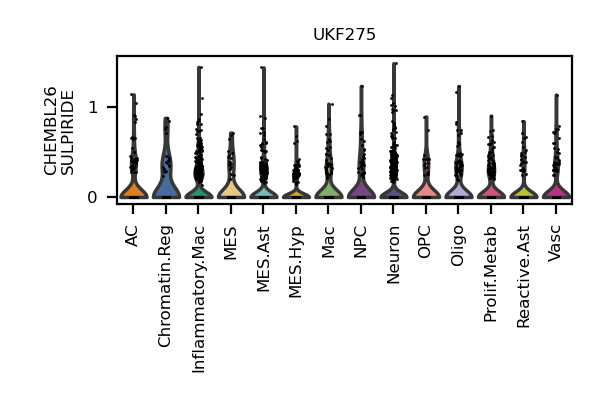 UKF275
CHEMBL26
SULPIRIDE
1
0
AC
Chromatin.Reg
Inflammatory.Mac
MES
MES.Ast
MES.Hyp
Mac
NPC
Neuron
OPC
Oligo
Prolif.Metab
Reactive.Ast
Vasc